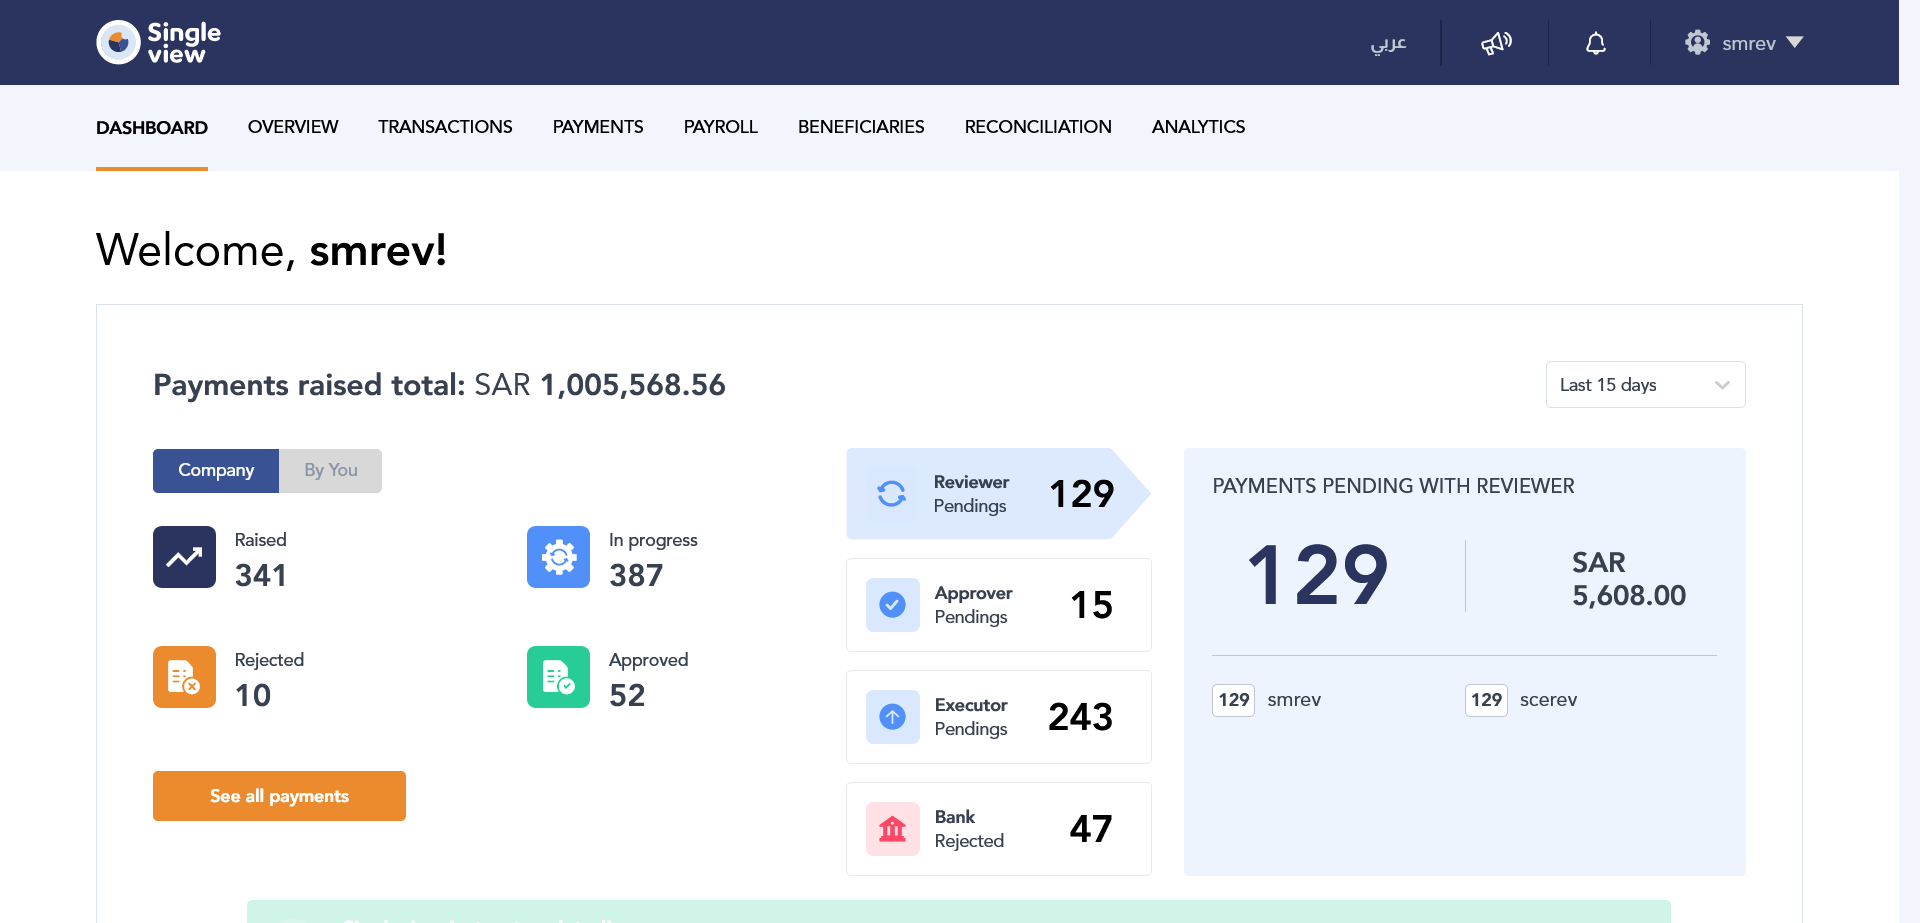 Single
view
عربي
smrev
DASHBOARD
OVERVIEW
TRANSACTIONS
PAYMENTS
PAYROLL
BENEFICIARIES
RECONCILIATION
ANALYTICS
Welcome, smrev!
Payments raised total: SAR 1,005,568.56
Last 15 days
Company
By You
Raised
341
In progress
387
Rejected
10
Approved
52
See all payments
Reviewer
Pendings
129
Approver
Pendings
15
Executor
Pendings
243
Bank
Rejected
47
PAYMENTS PENDING WITH REVIEWER
129
SAR
5,608.00
129 smrev
129 scerev